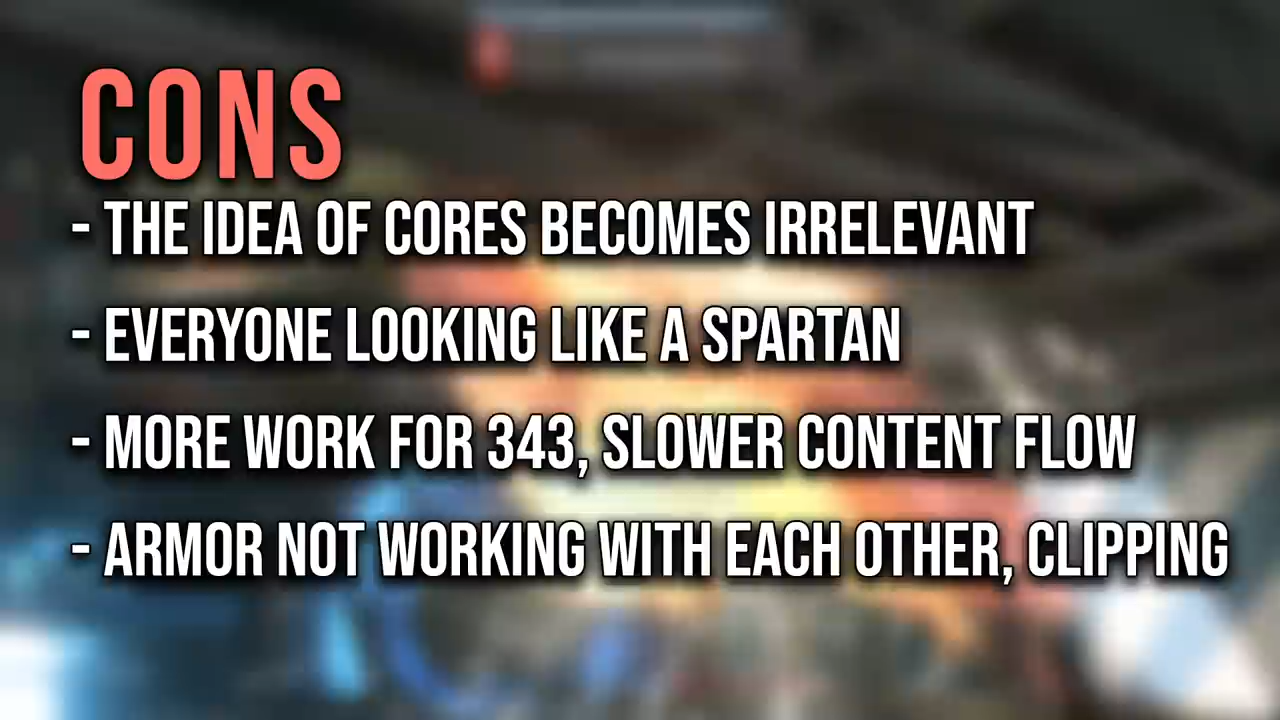 CONS
- THE IDEA OF CORES BECOMES IRRELEVANT
- EVERYONE LOOKING LIKE A SPARTAN
- MORE WORK FOR 343, SLOWER CONTENT FLOW
- ARMOR NOT WORKING WITH EACH OTHER, CLIPPING